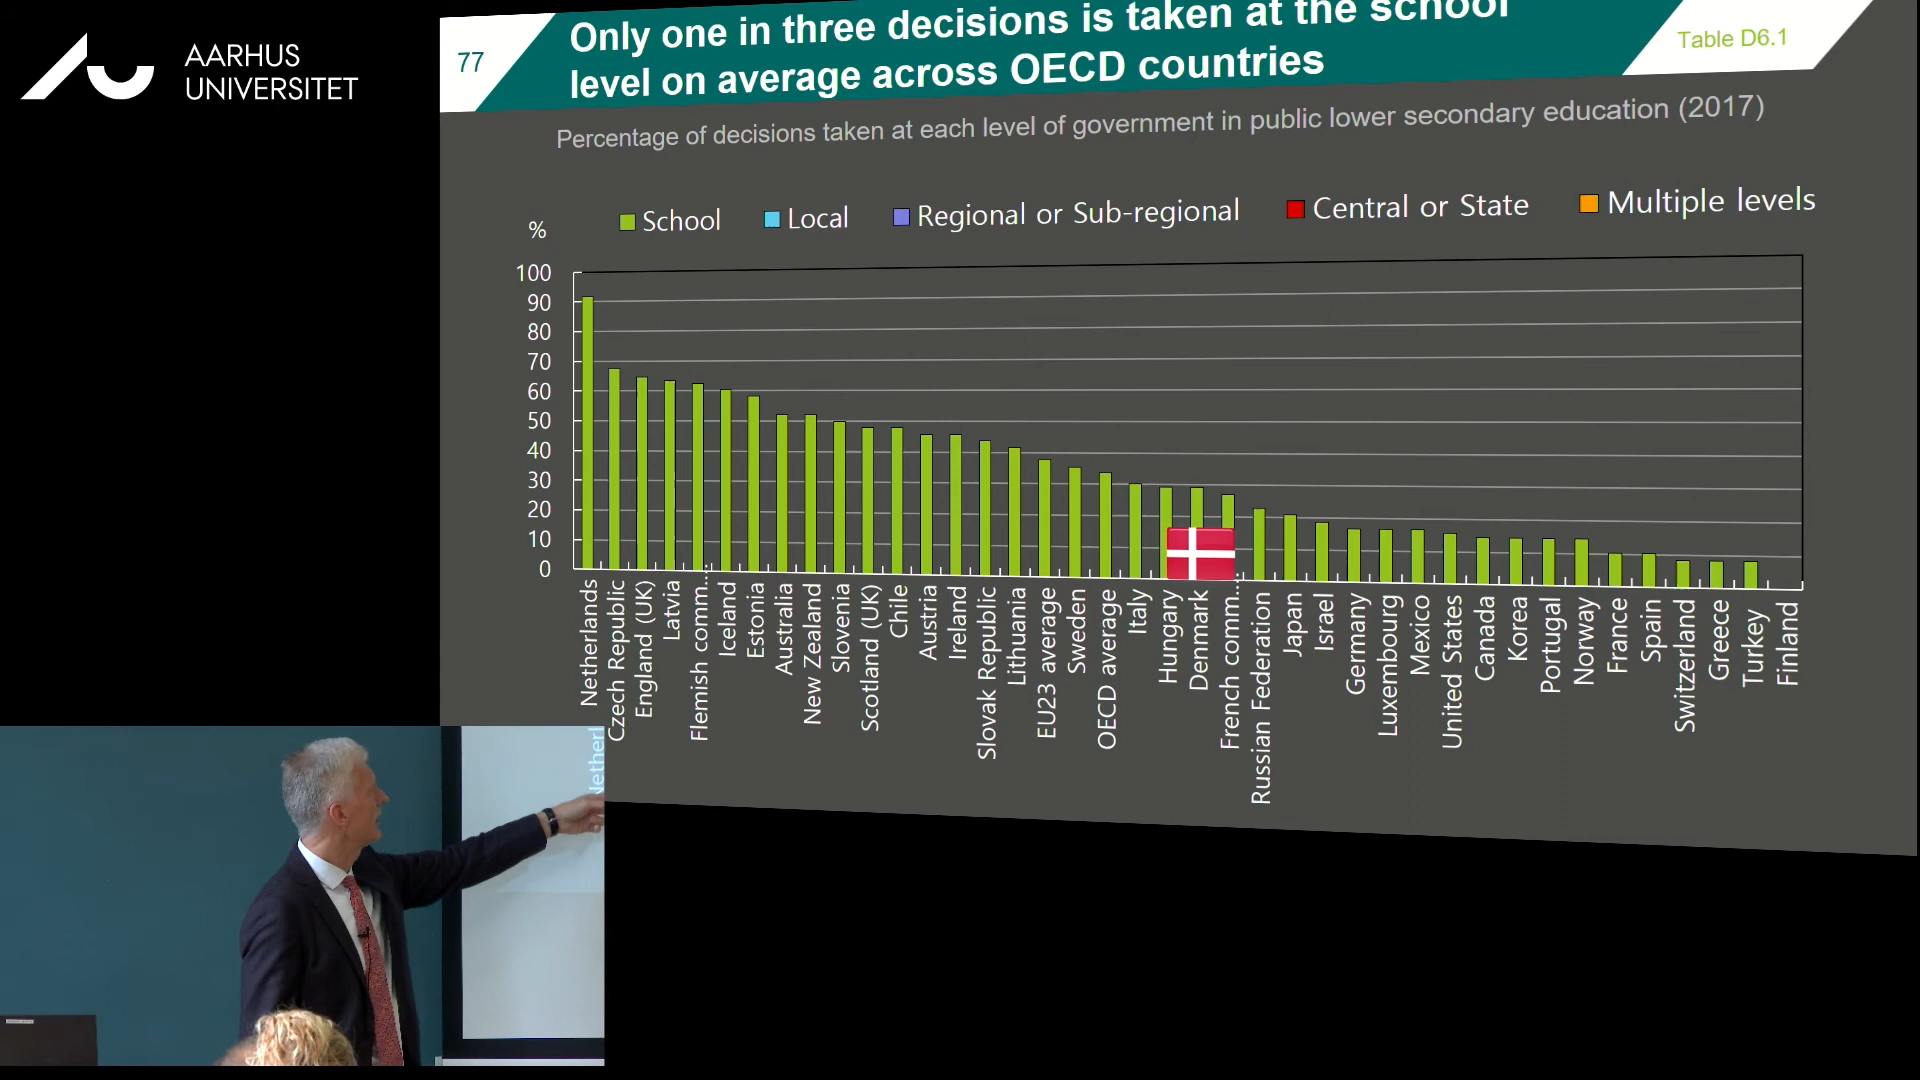 AARHUS
UNIVERSITET
77
Only one in three decisions is taken at the school
level on average across OECD countries
Table D6.1
Percentage of decisions taken at each level of government in public lower secondary education (2017)
%
School
Local
Regional or Sub-regional
Central or State
Multiple levels
100
90
80
70
60
50
40
30
20
10
0
Netherlands
Czech Republic
England (UK)
Latvia
Flemish comm...
Iceland
Estonia
Australia
New Zealand
Slovenia
Scotland (UK)
Chile
Austria
Ireland
Slovak Republic
Lithuania
EU23 average
Sweden
OECD average
Italy
Hungary
Denmark
French comm...
Russian Federation
Japan
Israel
Germany
Luxembourg
Mexico
United States
Canada
Korea
Portugal
Norway
France
Spain
Switzerland
Greece
Turkey
Finland
Netherl